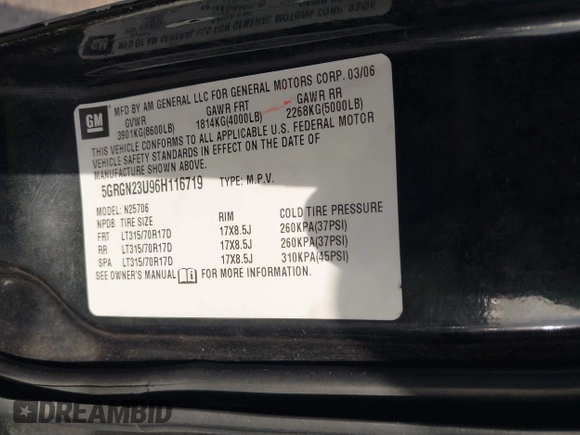 GM
MFD BY AM GENERAL LLC FOR GENERAL MOTORS CORP. 03/06
GVWR GAWR FRT GAWR RR
3901KG(8600LB) 1814KG(4000LB) 2268KG(5000LB)
THIS VEHICLE CONFORMS TO ALL APPLICABLE U.S. FEDERAL MOTOR
VEHICLE SAFETY STANDARDS IN EFFECT ON THE DATE OF
MANUFACTURE SHOWN ABOVE.
5GRGN23U96H116719 TYPE: M.P.V.
MODEL: N25706
NPDB TIRE SIZE RIM COLD TIRE PRESSURE
FRT LT315/70R17D 17X8.5J 260KPA(37PSI)
RR LT315/70R17D 17X8.5J 260KPA(37PSI)
SPA LT315/70R17D 17X8.5J 310KPA(45PSI)
SEE OWNER'S MANUAL FOR MORE INFORMATION.
DREAMBID